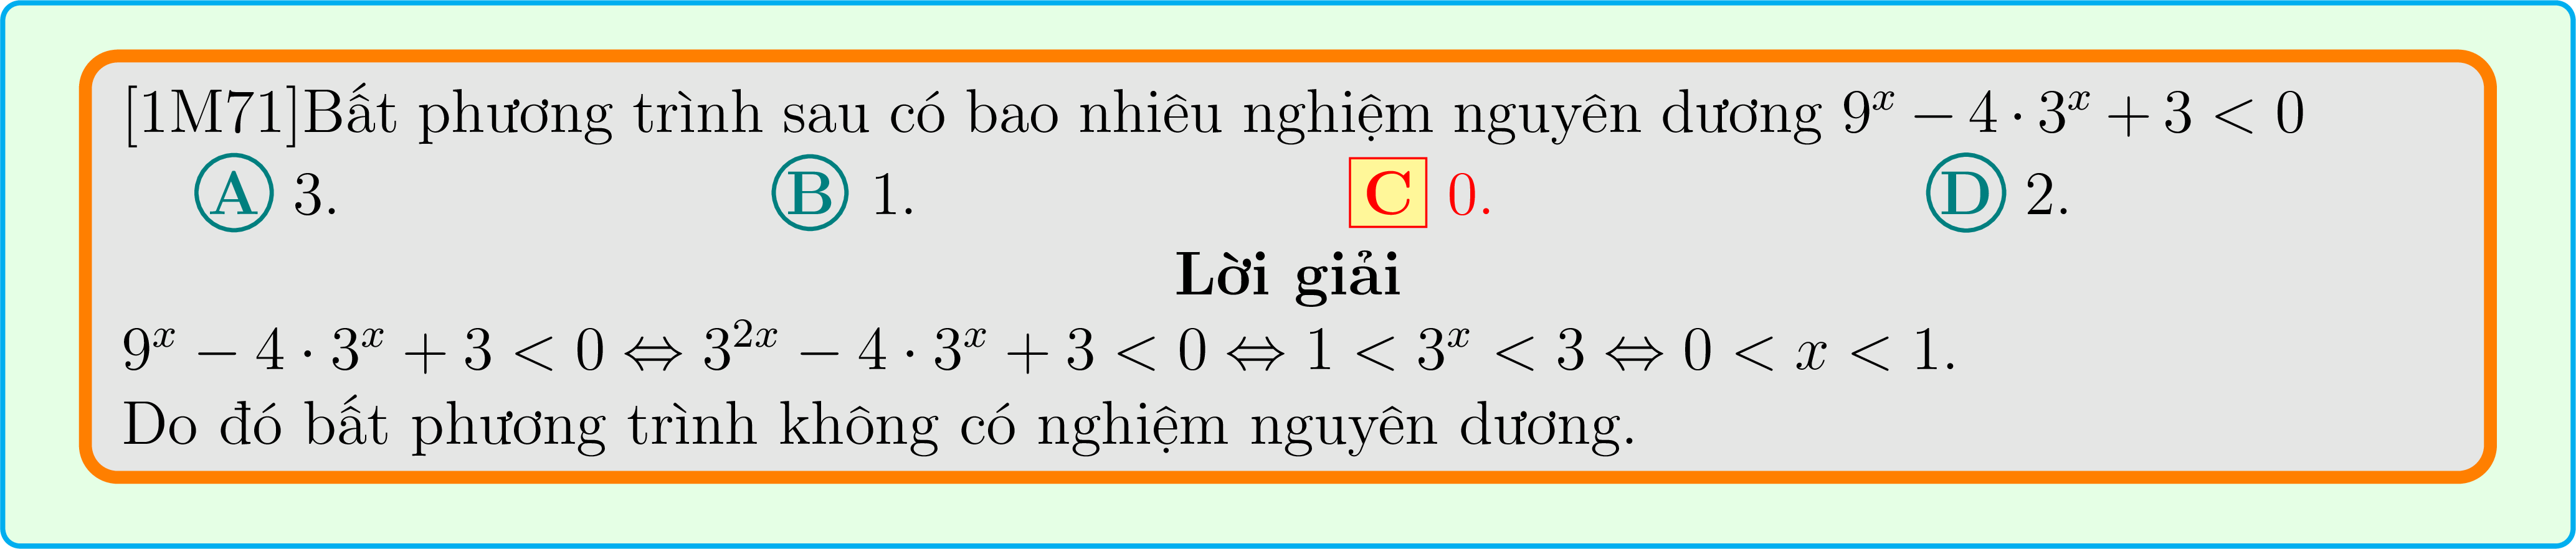 [1M71]Bất phương trình sau có bao nhiêu nghiệm nguyên dương $9^x - 4 \cdot 3^x + 3 < 0$
A 3. B 1. C 0. D 2.
Lời giải
$9^x - 4 \cdot 3^x + 3 < 0 \Leftrightarrow 3^{2x} - 4 \cdot 3^x + 3 < 0 \Leftrightarrow 1 < 3^x < 3 \Leftrightarrow 0 < x < 1.$
Do đó bất phương trình không có nghiệm nguyên dương.